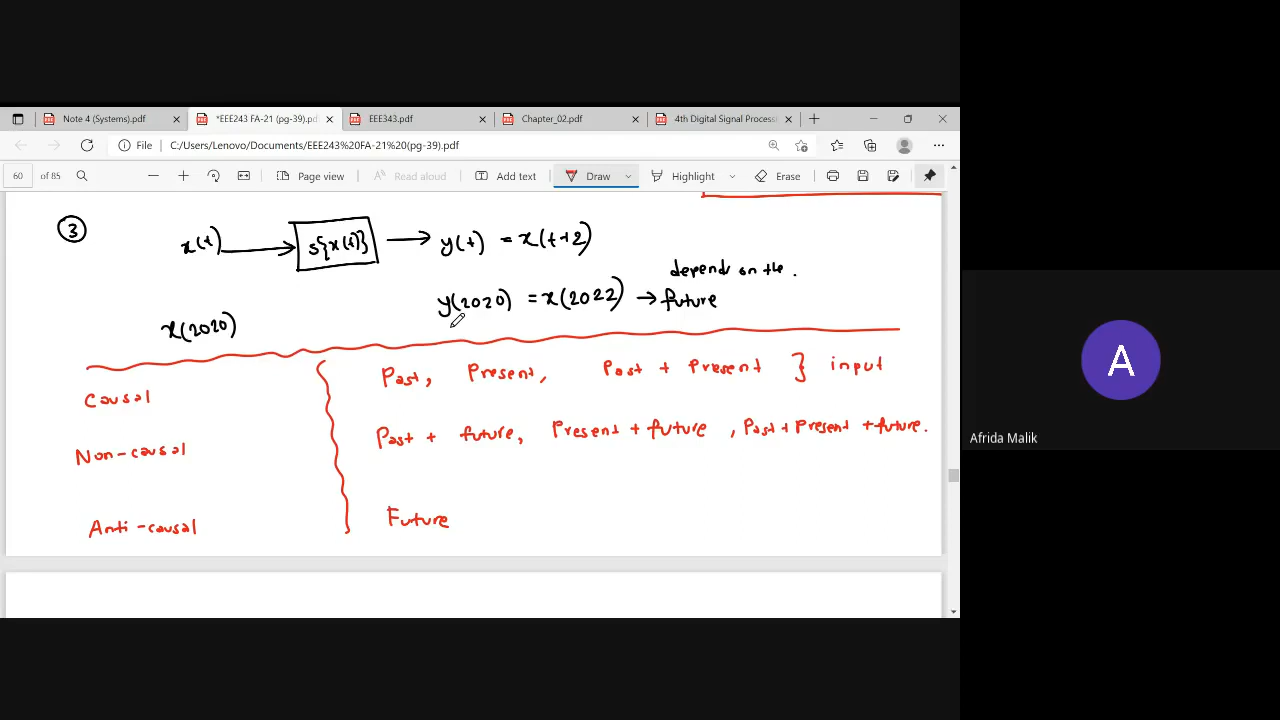 Note 4 (Systems).pdf
*EEE243 FA-21 (pg-39).pd
EEE343.pdf
Chapter_02.pdf
4th Digital Signal Process
File
C:/Users/Lenovo/Documents/EEE243%20FA-21%20(pg-39).pdf
60 of 85
Page view
Read aloud
Add text
Draw
Highlight
Erase
3
x(t) s{x(t)} y(t) = x(t+2)
depends on the.
y(2020) = x(2022) → future
x(2020)
Past, Present, Past + Present } input
Causal
Past + future, Present + future, Past + Present + future.
Non-causal
Anti-causal Future
A
Afrida Malik